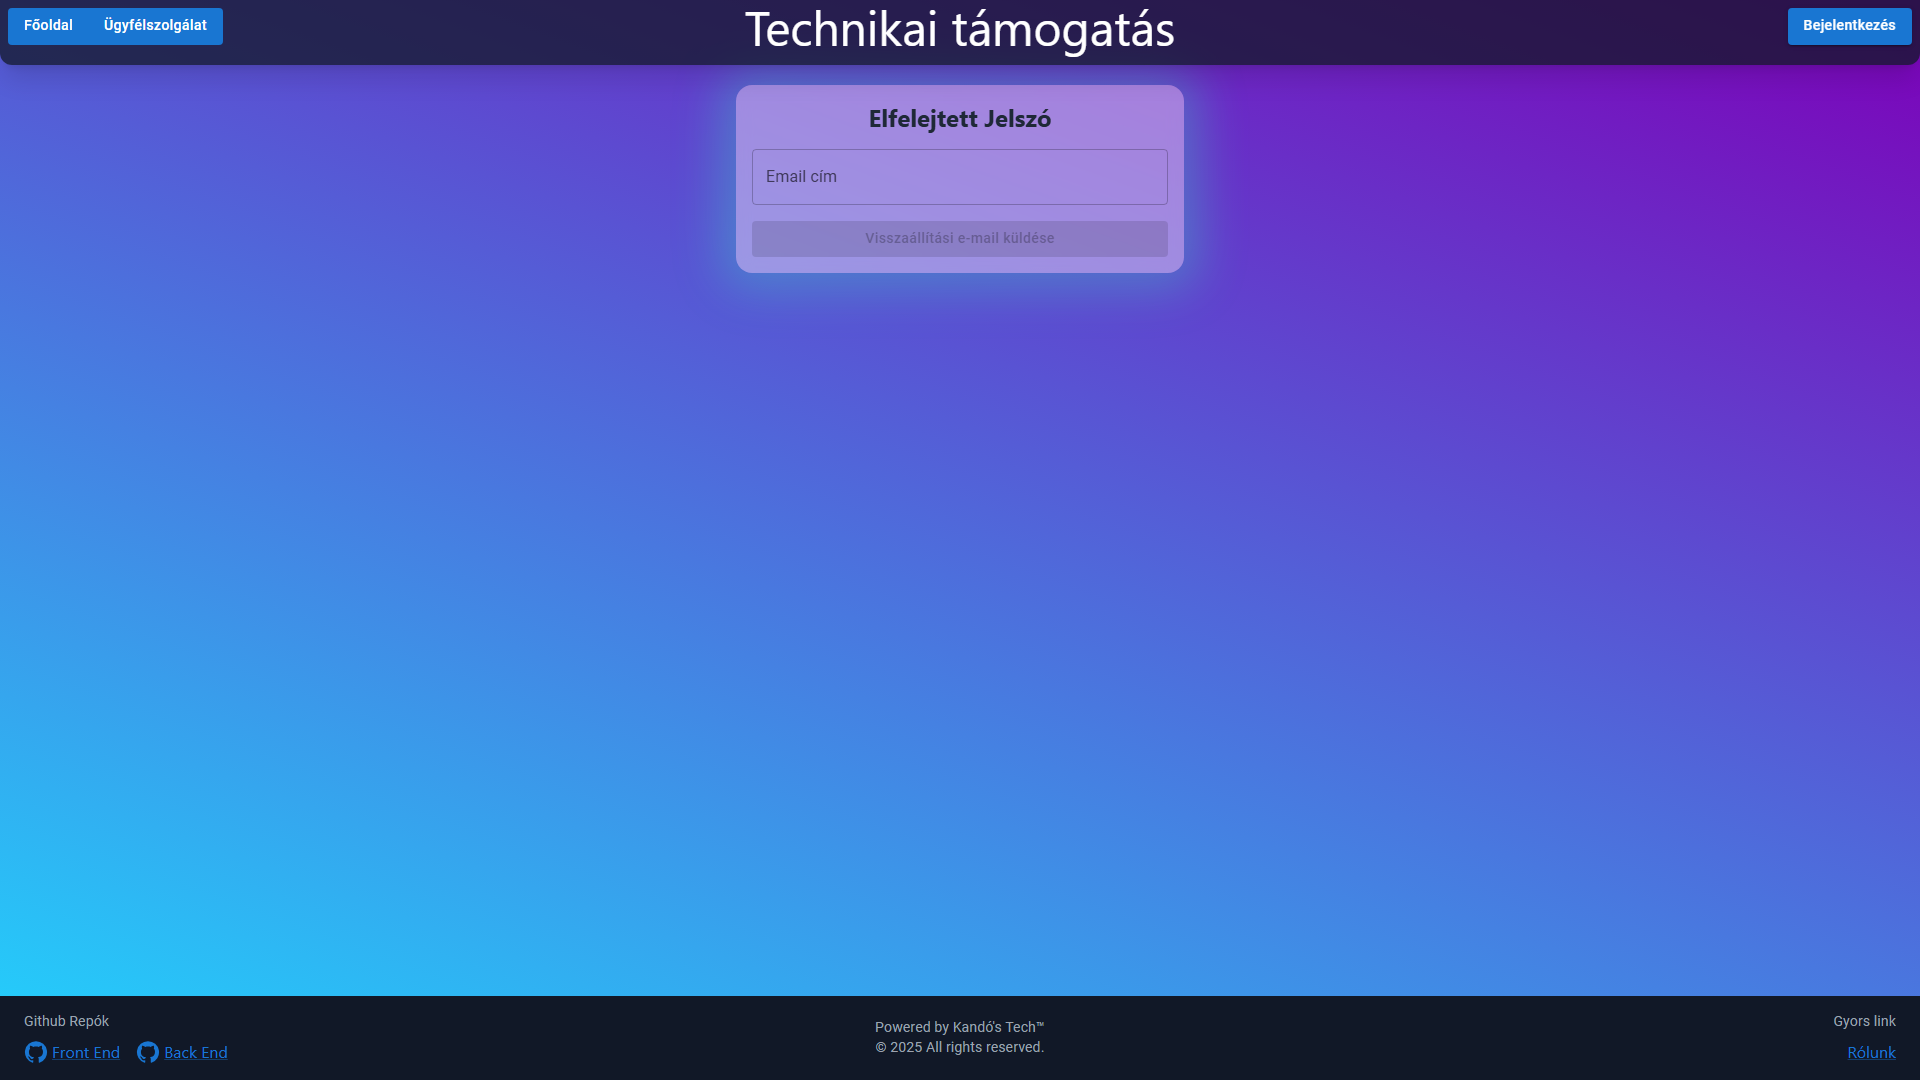 Főoldal
Ügyfélszolgálat
Technikai támogatás
Bejelentkezés
Elfelejtett Jelszó
Email cím
Visszaállítási e-mail küldése
Github Repók
Front End
Back End
Powered by Kandó's Tech™
© 2025 All rights reserved.
Gyors link
Rólunk